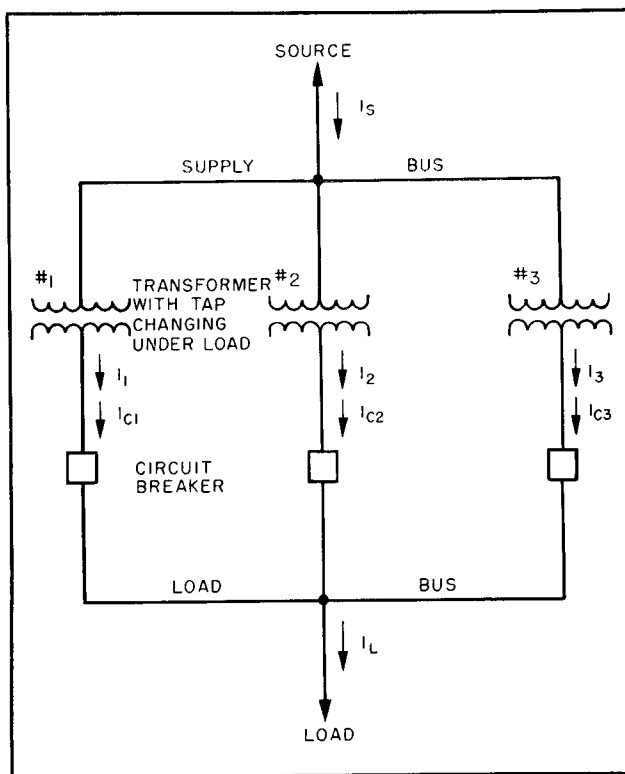 SOURCE
I_S
SUPPLY BUS
#1 #2 #3
TRANSFORMER
WITH TAP
CHANGING
UNDER LOAD
I_1 I_2 I_3
I_C1 I_C2 I_C3
CIRCUIT
BREAKER
LOAD BUS
I_L
LOAD